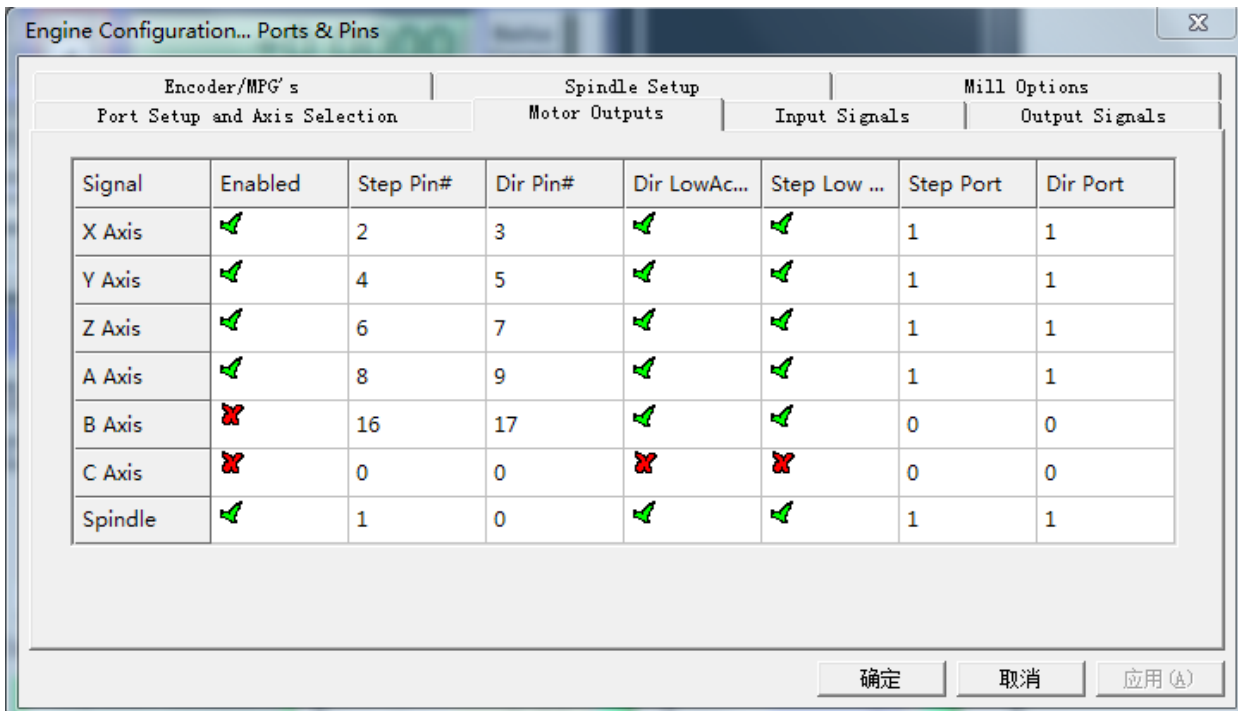 Engine Configuration... Ports & Pins
Encoder/MPG's Spindle Setup Mill Options
Port Setup and Axis Selection Motor Outputs Input Signals Output Signals
Signal Enabled Step Pin# Dir Pin# Dir LowAc... Step Low ... Step Port Dir Port
X Axis 2 3 1 1
Y Axis 4 5 1 1
Z Axis 6 7 1 1
A Axis 8 9 1 1
B Axis 16 17 0 0
C Axis 0 0 0 0
Spindle 1 0 1 1
确定 取消 应用(A)